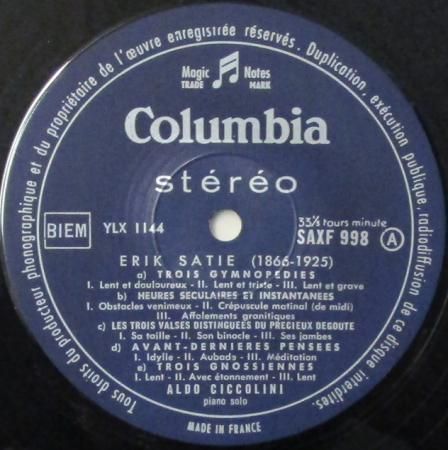 Tous droits du producteur phonographique et du propriétaire de l'œuvre enregistrée réservés. Duplication, exécution publique, radiodiffusion de ce disque interdites.
Magic Notes
TRADE MARK
Columbia
stéréo
BIEM YLX 1144
33⅓ tours minute
SAXF 998 A
ERIK SATIE (1866-1925)
a) TROIS GYMNOPEDIES
I. Lent et douloureux - II. Lent et triste - III. Lent et grave
b) HEURES SECULAIRES ET INSTANTANEES
I. Obstacles venimeux - II. Crépuscule matinal (de midi)
III. Affolements granitiques
c) LES TROIS VALSES DISTINGUEES DU PRECIEUX DEGOUTE
I. Sa taille - II. Son binocle - III. Ses jambes
d) AVANT-DERNIERES PENSEES
I. Idylle - II. Aubade - III. Méditation
e) TROIS GNOSSIENNES
I. Lent - II. Avec étonnement - III. Lent
ALDO CICCOLINI
piano solo
MADE IN FRANCE